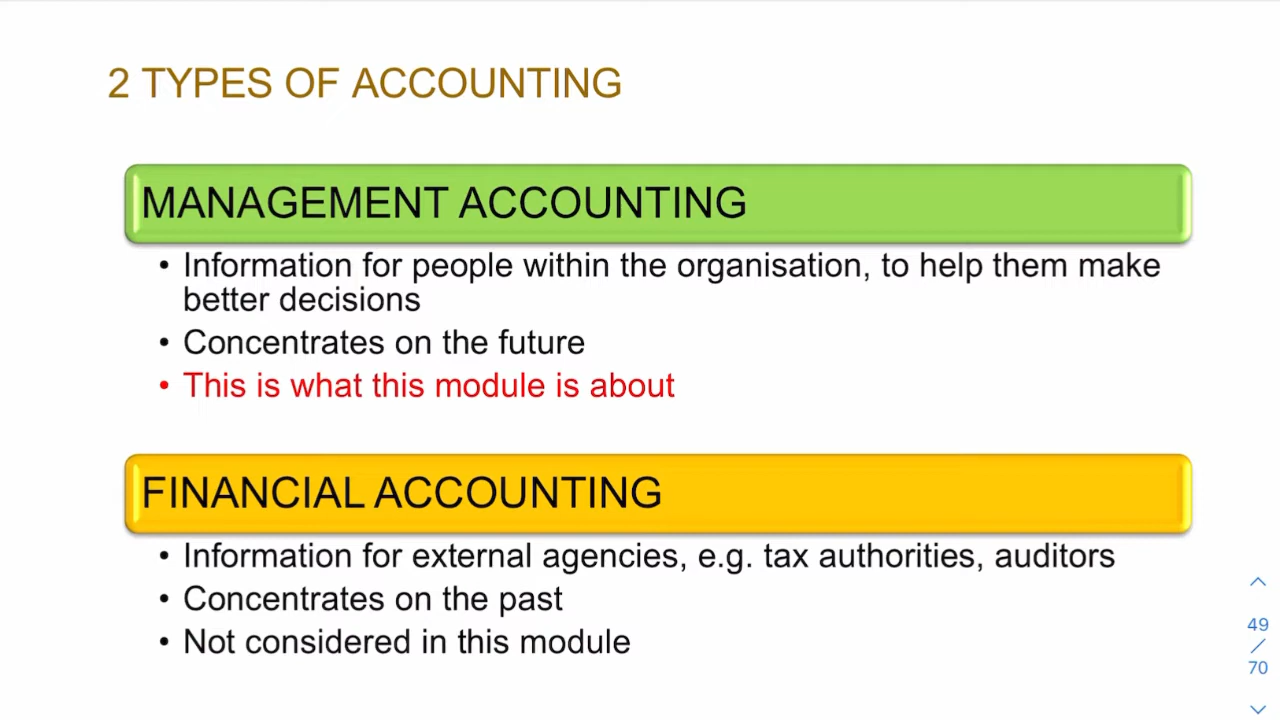 2 TYPES OF ACCOUNTING
MANAGEMENT ACCOUNTING
• Information for people within the organisation, to help them make
better decisions
• Concentrates on the future
• This is what this module is about
FINANCIAL ACCOUNTING
• Information for external agencies, e.g. tax authorities, auditors
• Concentrates on the past
• Not considered in this module
49
/
70